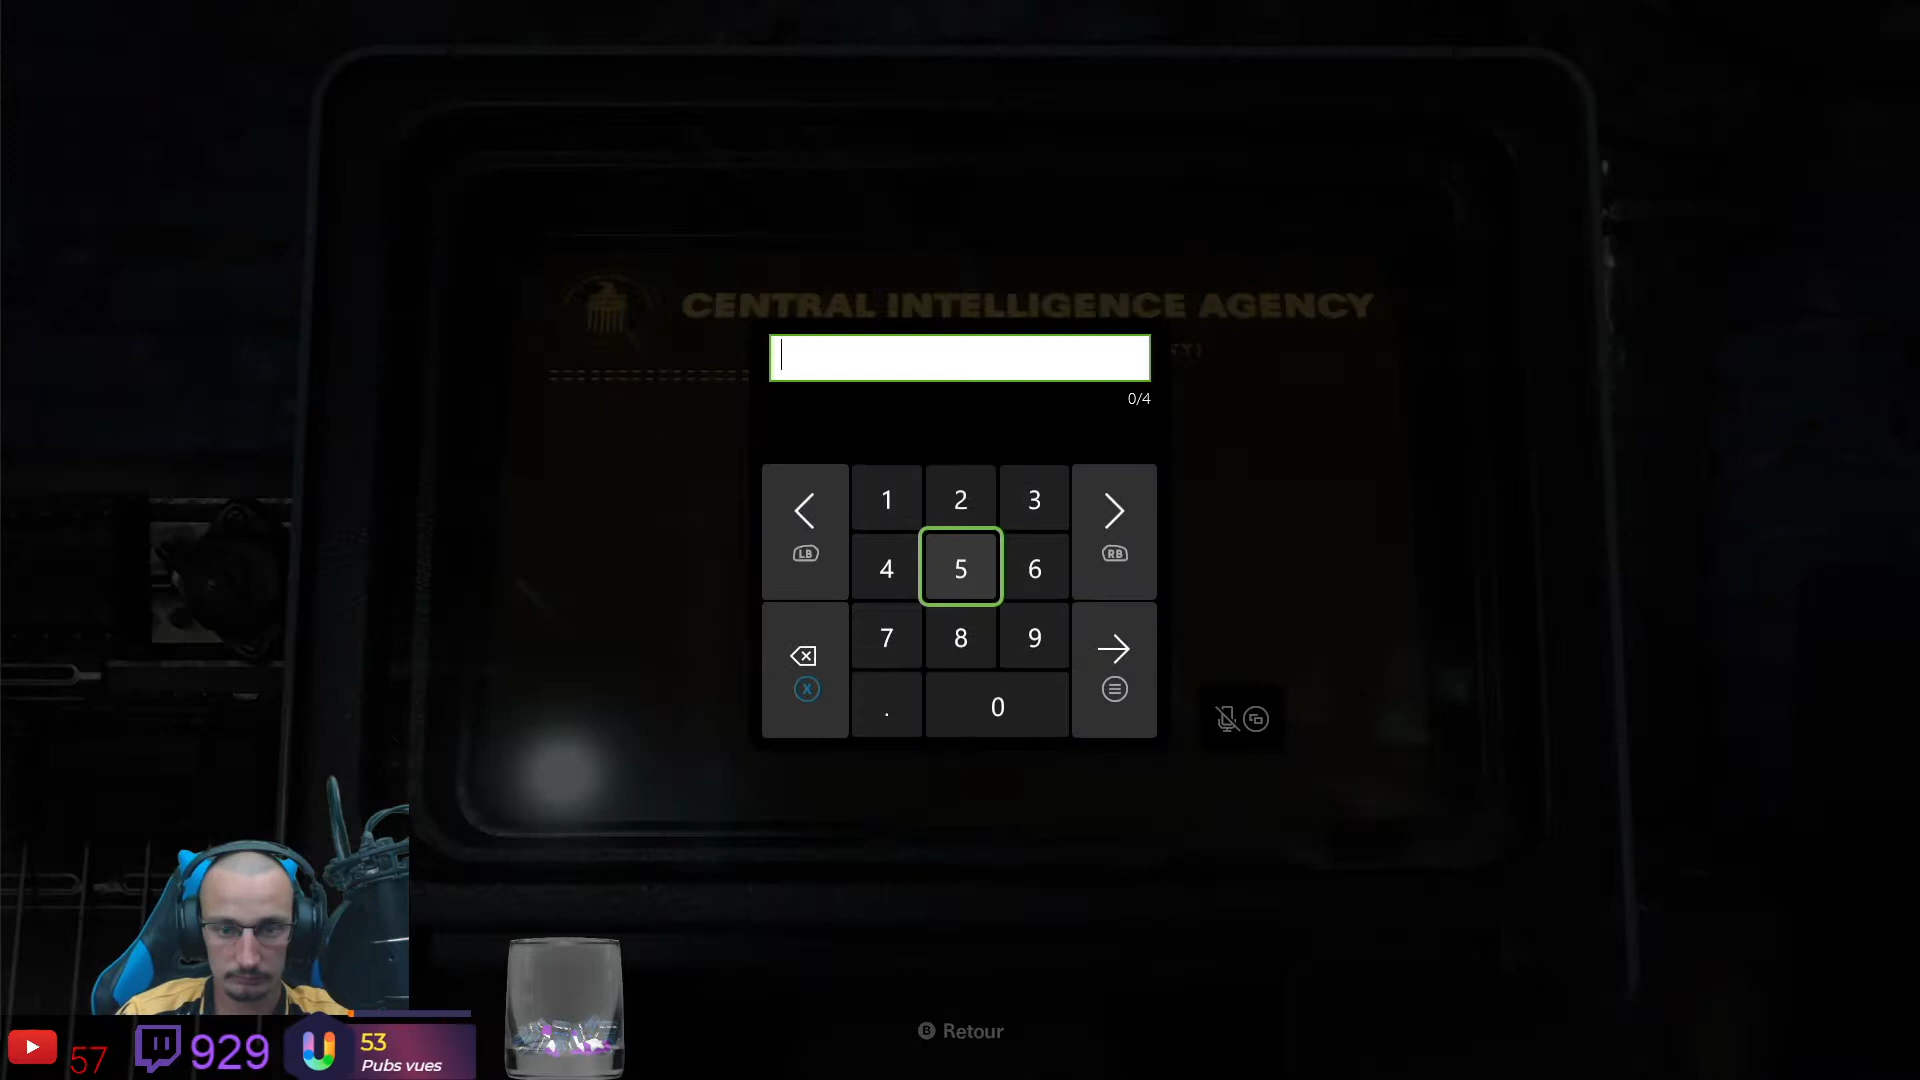 CENTRAL INTELLIGENCE AGENCY
0/4
1 2 3
LB RB
4 5 6
7 8 9
X
. 0
B Retour
57
929
53
Pubs vues